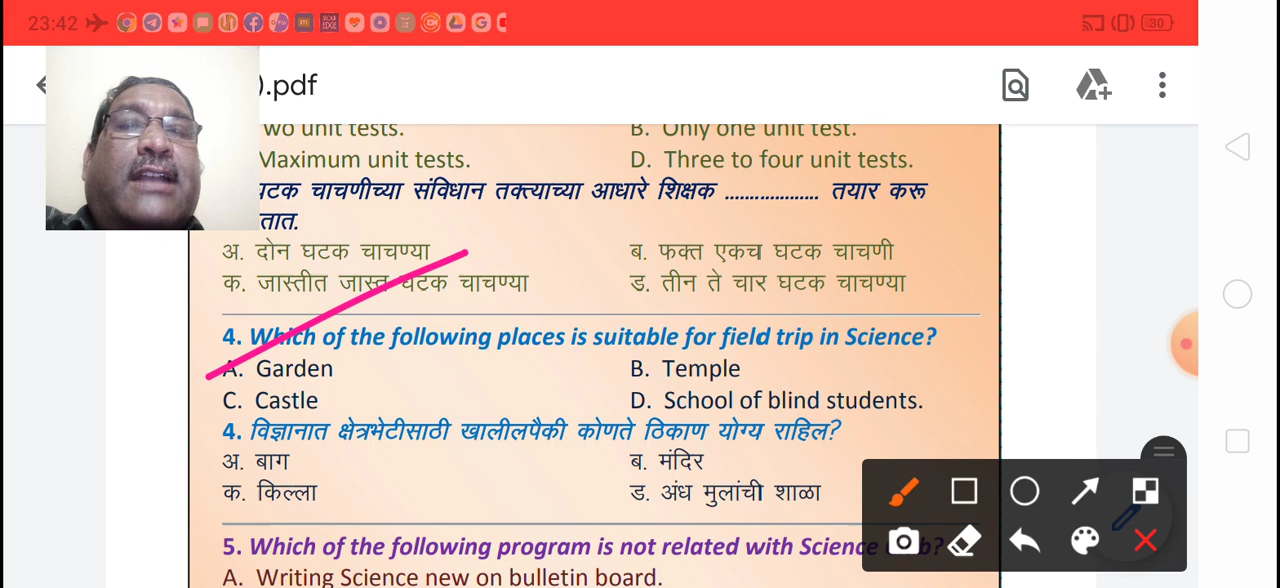 23:42
30
).pdf
wo unit tests. B. Only one unit test.
Maximum unit tests. D. Three to four unit tests.
घटक चाचणीच्या संविधान तक्त्याच्या आधारे शिक्षक ................... तयार करू
तात.
अ. दोन घटक चाचण्या ब. फक्त एकच घटक चाचणी
क. जास्तीत जास्त घटक चाचण्या ड. तीन ते चार घटक चाचण्या
4. Which of the following places is suitable for field trip in Science?
A. Garden B. Temple
C. Castle D. School of blind students.
4. विज्ञानात क्षेत्रभेटीसाठी खालीलपैकी कोणते ठिकाण योग्य राहिल?
अ. बाग ब. मंदिर
क. किल्ला ड. अंध मुलांची शाळा
5. Which of the following program is not related with Science
A. Writing Science new on bulletin board.